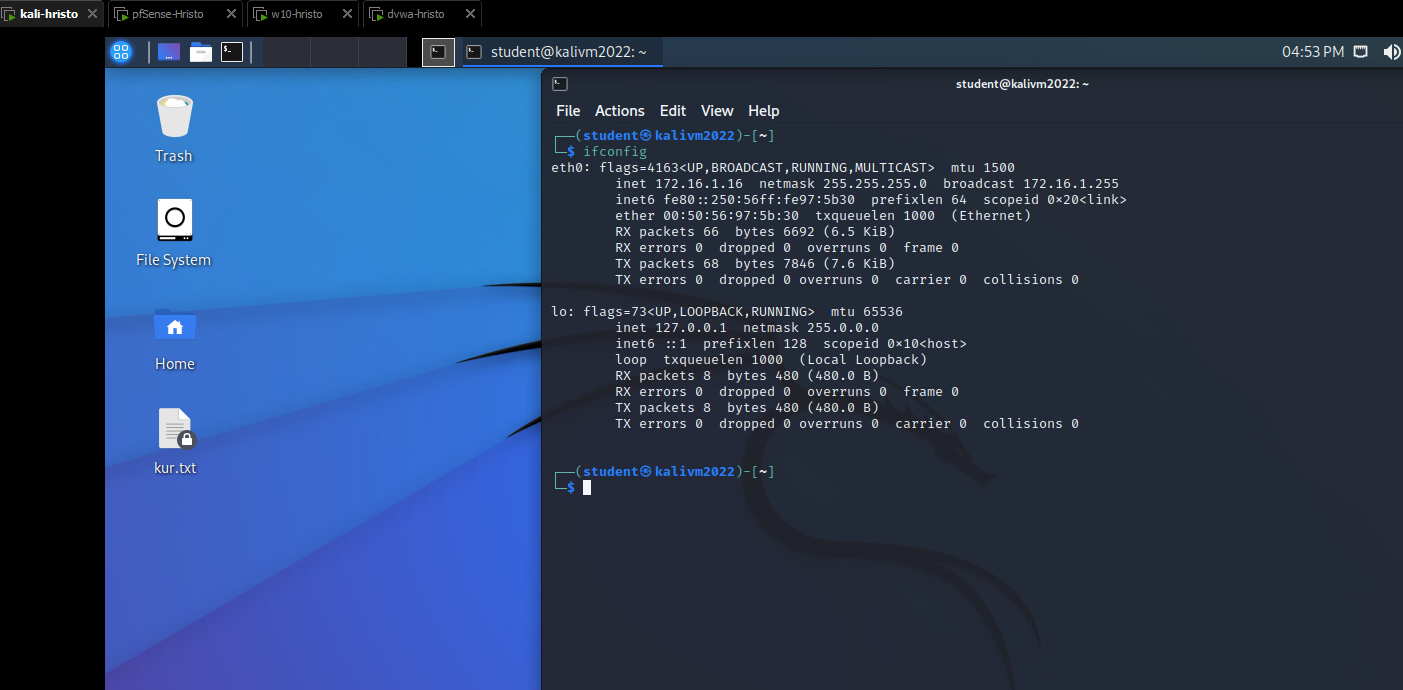 kali-hristo
pfSense-Hristo
w10-hristo
dvwa-hristo
student@kalivm2022: ~
04:53 PM
student@kalivm2022: ~
File Actions Edit View Help
Trash
File System
Home
kur.txt
┌──(student㉿kalivm2022)-[~]
└─$ ifconfig
eth0: flags=4163<UP,BROADCAST,RUNNING,MULTICAST>  mtu 1500
        inet 172.16.1.16  netmask 255.255.255.0  broadcast 172.16.1.255
        inet6 fe80::250:56ff:fe97:5b30  prefixlen 64  scopeid 0×20<link>
        ether 00:50:56:97:5b:30  txqueuelen 1000  (Ethernet)
        RX packets 66  bytes 6692 (6.5 KiB)
        RX errors 0  dropped 0  overruns 0  frame 0
        TX packets 68  bytes 7846 (7.6 KiB)
        TX errors 0  dropped 0 overruns 0  carrier 0  collisions 0
lo: flags=73<UP,LOOPBACK,RUNNING>  mtu 65536
        inet 127.0.0.1  netmask 255.0.0.0
        inet6 ::1  prefixlen 128  scopeid 0×10<host>
        loop  txqueuelen 1000  (Local Loopback)
        RX packets 8  bytes 480 (480.0 B)
        RX errors 0  dropped 0  overruns 0  frame 0
        TX packets 8  bytes 480 (480.0 B)
        TX errors 0  dropped 0 overruns 0  carrier 0  collisions 0
┌──(student㉿kalivm2022)-[~]
└─$